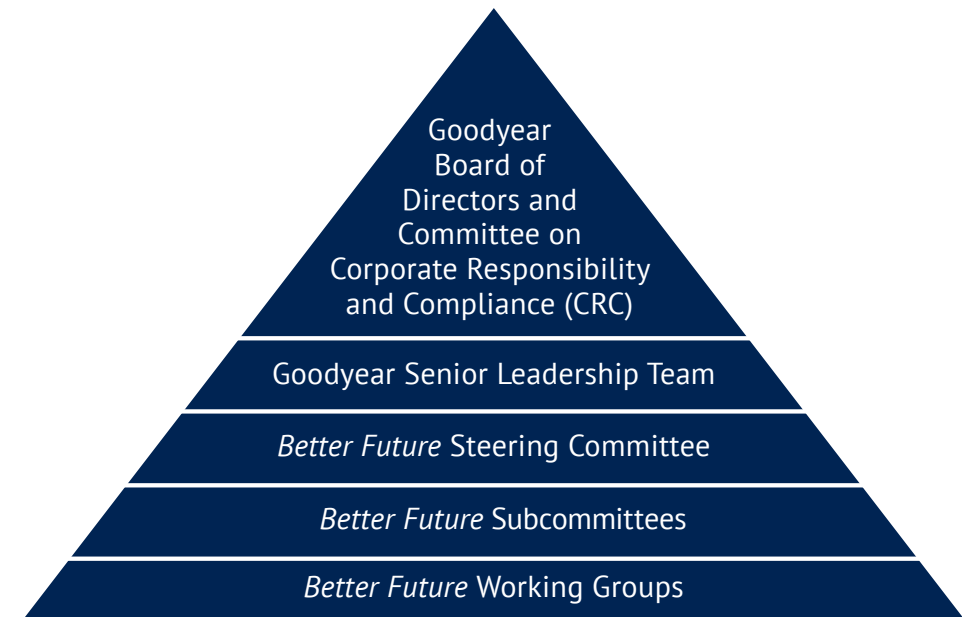 Goodyear
Board of
Directors and
Committee on
Corporate Responsibility
and Compliance (CRC)
Goodyear Senior Leadership Team
Better Future Steering Committee
Better Future Subcommittees
Better Future Working Groups